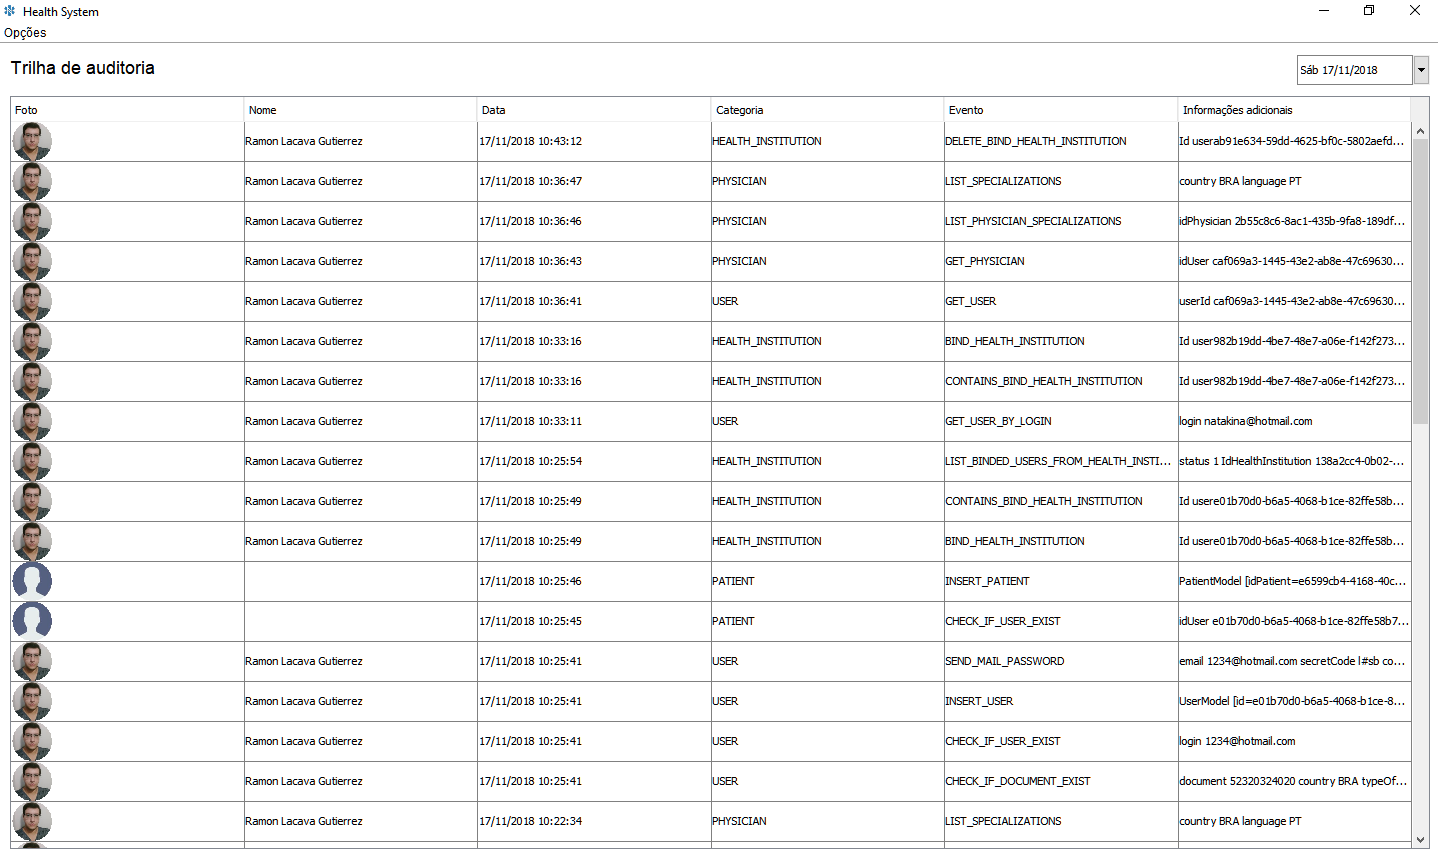 Health System
Opções
Trilha de auditoria
Sáb 17/11/2018
Foto Nome Data Categoria Evento Informações adicionais
Ramon Lacava Gutierrez 17/11/2018 10:43:12 HEALTH_INSTITUTION DELETE_BIND_HEALTH_INSTITUTION Id userab91e634-59dd-4625-bf0c-5802aefd...
Ramon Lacava Gutierrez 17/11/2018 10:36:47 PHYSICIAN LIST_SPECIALIZATIONS country BRA language PT
Ramon Lacava Gutierrez 17/11/2018 10:36:46 PHYSICIAN LIST_PHYSICIAN_SPECIALIZATIONS idPhysician 2b55c8c6-8ac1-435b-9fa8-189df...
Ramon Lacava Gutierrez 17/11/2018 10:36:43 PHYSICIAN GET_PHYSICIAN idUser caf069a3-1445-43e2-ab8e-47c69630...
Ramon Lacava Gutierrez 17/11/2018 10:36:41 USER GET_USER userId caf069a3-1445-43e2-ab8e-47c69630...
Ramon Lacava Gutierrez 17/11/2018 10:33:16 HEALTH_INSTITUTION BIND_HEALTH_INSTITUTION Id user982b19dd-4be7-48e7-a06e-f142f273...
Ramon Lacava Gutierrez 17/11/2018 10:33:16 HEALTH_INSTITUTION CONTAINS_BIND_HEALTH_INSTITUTION Id user982b19dd-4be7-48e7-a06e-f142f273...
Ramon Lacava Gutierrez 17/11/2018 10:33:11 USER GET_USER_BY_LOGIN login natakina@hotmail.com
Ramon Lacava Gutierrez 17/11/2018 10:25:54 HEALTH_INSTITUTION LIST_BINDED_USERS_FROM_HEALTH_INSTI... status 1 IdHealthInstitution 138a2cc4-0b02-...
Ramon Lacava Gutierrez 17/11/2018 10:25:49 HEALTH_INSTITUTION CONTAINS_BIND_HEALTH_INSTITUTION Id usere01b70d0-b6a5-4068-b1ce-82ffe58b...
Ramon Lacava Gutierrez 17/11/2018 10:25:49 HEALTH_INSTITUTION BIND_HEALTH_INSTITUTION Id usere01b70d0-b6a5-4068-b1ce-82ffe58b...
17/11/2018 10:25:46 PATIENT INSERT_PATIENT PatientModel [idPatient=e6599cb4-4168-40c...
17/11/2018 10:25:45 PATIENT CHECK_IF_USER_EXIST idUser e01b70d0-b6a5-4068-b1ce-82ffe58b7...
Ramon Lacava Gutierrez 17/11/2018 10:25:41 USER SEND_MAIL_PASSWORD email 1234@hotmail.com secretCode l#sb co...
Ramon Lacava Gutierrez 17/11/2018 10:25:41 USER INSERT_USER UserModel [id=e01b70d0-b6a5-4068-b1ce-8...
Ramon Lacava Gutierrez 17/11/2018 10:25:41 USER CHECK_IF_USER_EXIST login 1234@hotmail.com
Ramon Lacava Gutierrez 17/11/2018 10:25:41 USER CHECK_IF_DOCUMENT_EXIST document 52320324020 country BRA typeOf...
Ramon Lacava Gutierrez 17/11/2018 10:22:34 PHYSICIAN LIST_SPECIALIZATIONS country BRA language PT